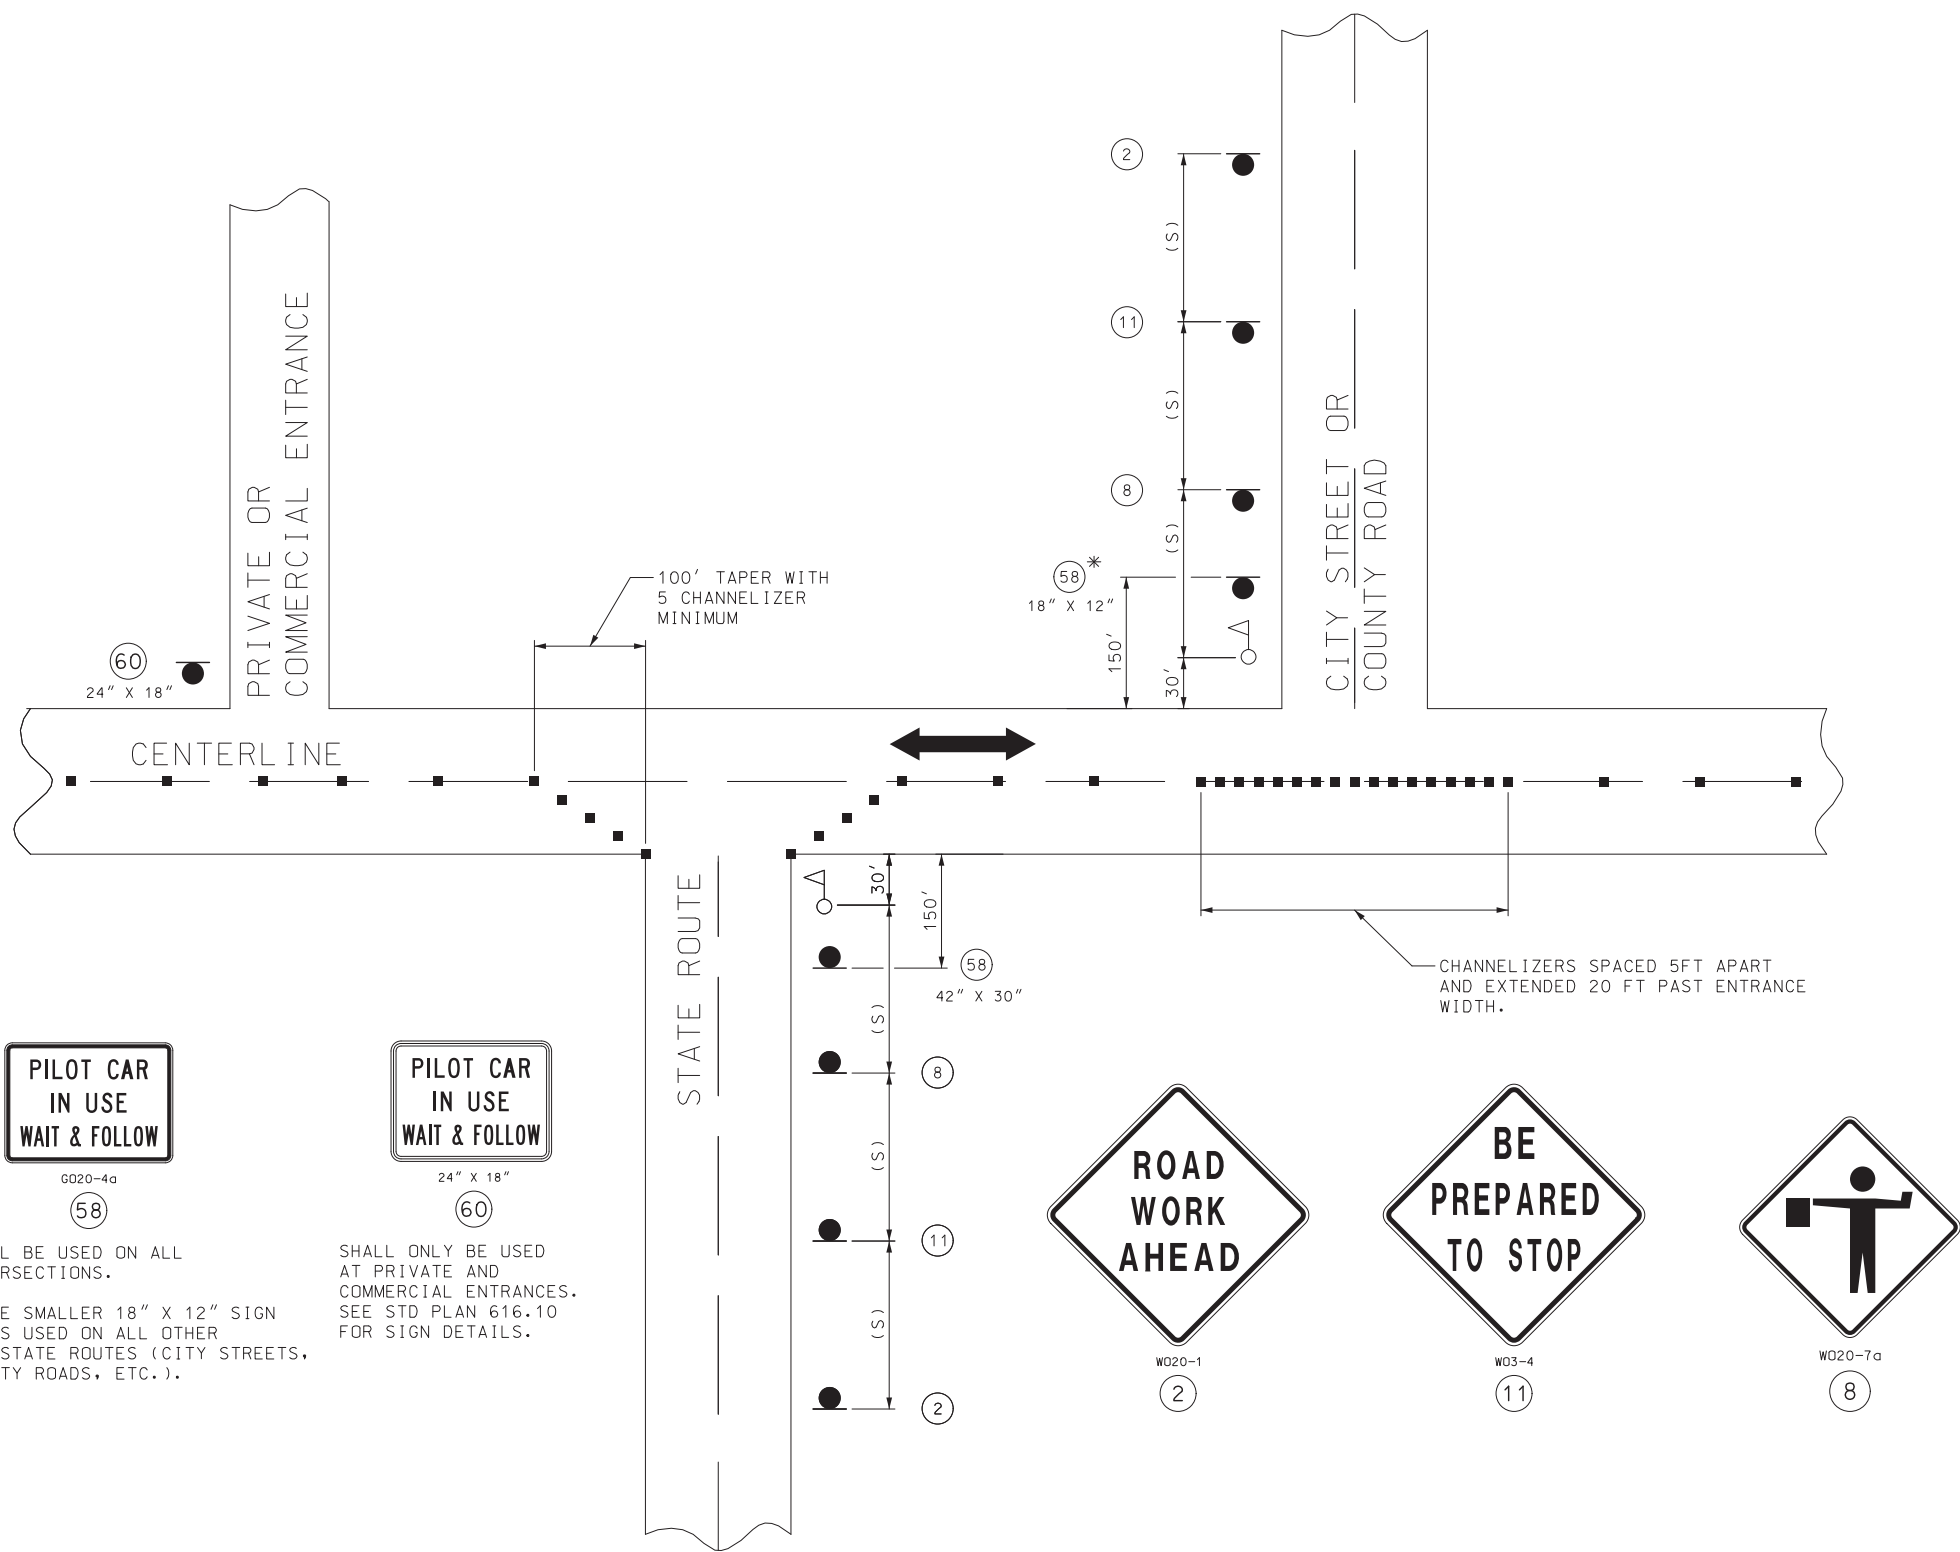 2
(S)
11
(S)
8
(S)
58*
18" X 12"
150'
30'
CITY STREET OR
COUNTY ROAD
PRIVATE OR
COMMERCIAL ENTRANCE
100' TAPER WITH
5 CHANNELIZER
MINIMUM
60
24" X 18"
CENTERLINE
STATE ROUTE
30'
150'
58
42" X 30"
(S)
8
(S)
11
(S)
2
CHANNELIZERS SPACED 5FT APART
AND EXTENDED 20 FT PAST ENTRANCE
WIDTH.
PILOT CAR
IN USE
WAIT & FOLLOW
GO20-4a
58
L BE USED ON ALL
RSECTIONS.
E SMALLER 18" X 12" SIGN
S USED ON ALL OTHER
STATE ROUTES (CITY STREETS,
TY ROADS, ETC.).
PILOT CAR
IN USE
WAIT & FOLLOW
24" X 18"
60
SHALL ONLY BE USED
AT PRIVATE AND
COMMERCIAL ENTRANCES.
SEE STD PLAN 616.10
FOR SIGN DETAILS.
ROAD
WORK
AHEAD
WO20-1
2
BE
PREPARED
TO STOP
WO3-4
11
WO20-7a
8